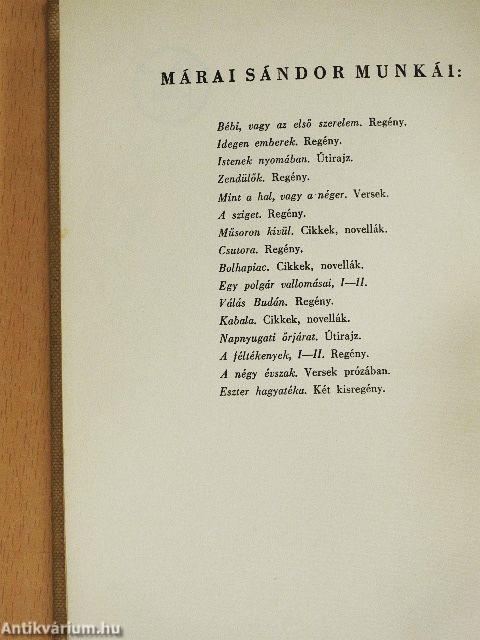 MÁRAI SÁNDOR MUNKÁI:
Bébi, vagy az első szerelem. Regény.
Idegen emberek. Regény.
Istenek nyomában. Útirajz.
Zendülők. Regény.
Mint a hal, vagy a néger. Versek.
A sziget. Regény.
Műsoron kívül. Cikkek, novellák.
Csutora. Regény.
Bolhapiac. Cikkek, novellák.
Egy polgár vallomásai, I—II.
Válás Budán. Regény.
Kabala. Cikkek, novellák.
Napnyugati őrjárat. Útirajz.
A féltékenyek, I—II. Regény.
A négy évszak. Versek prózában.
Eszter hagyatéka. Két kisregény.
Antikvárium.hu